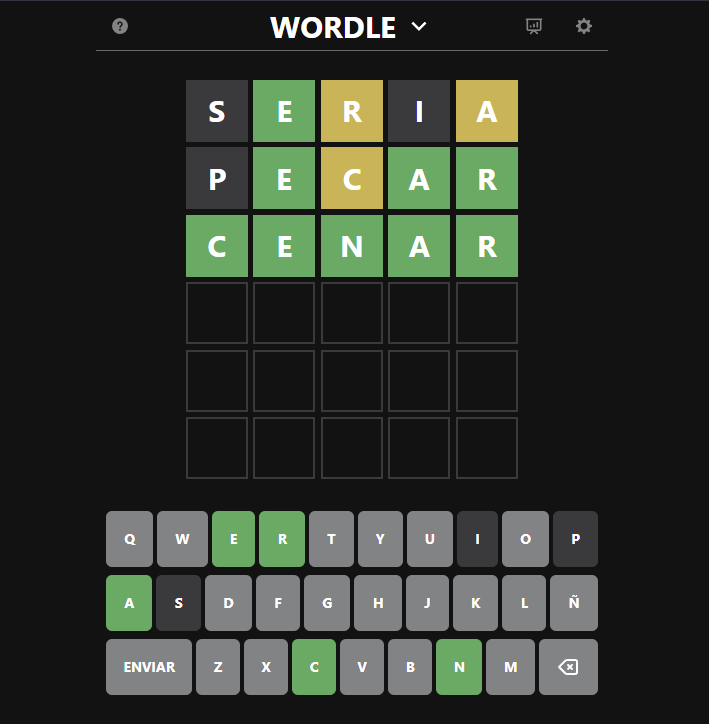 WORDLE
S E R I A
P E C A R
C E N A R
Q W E R T Y U I O P
A S D F G H J K L Ñ
ENVIAR Z X C V B N M